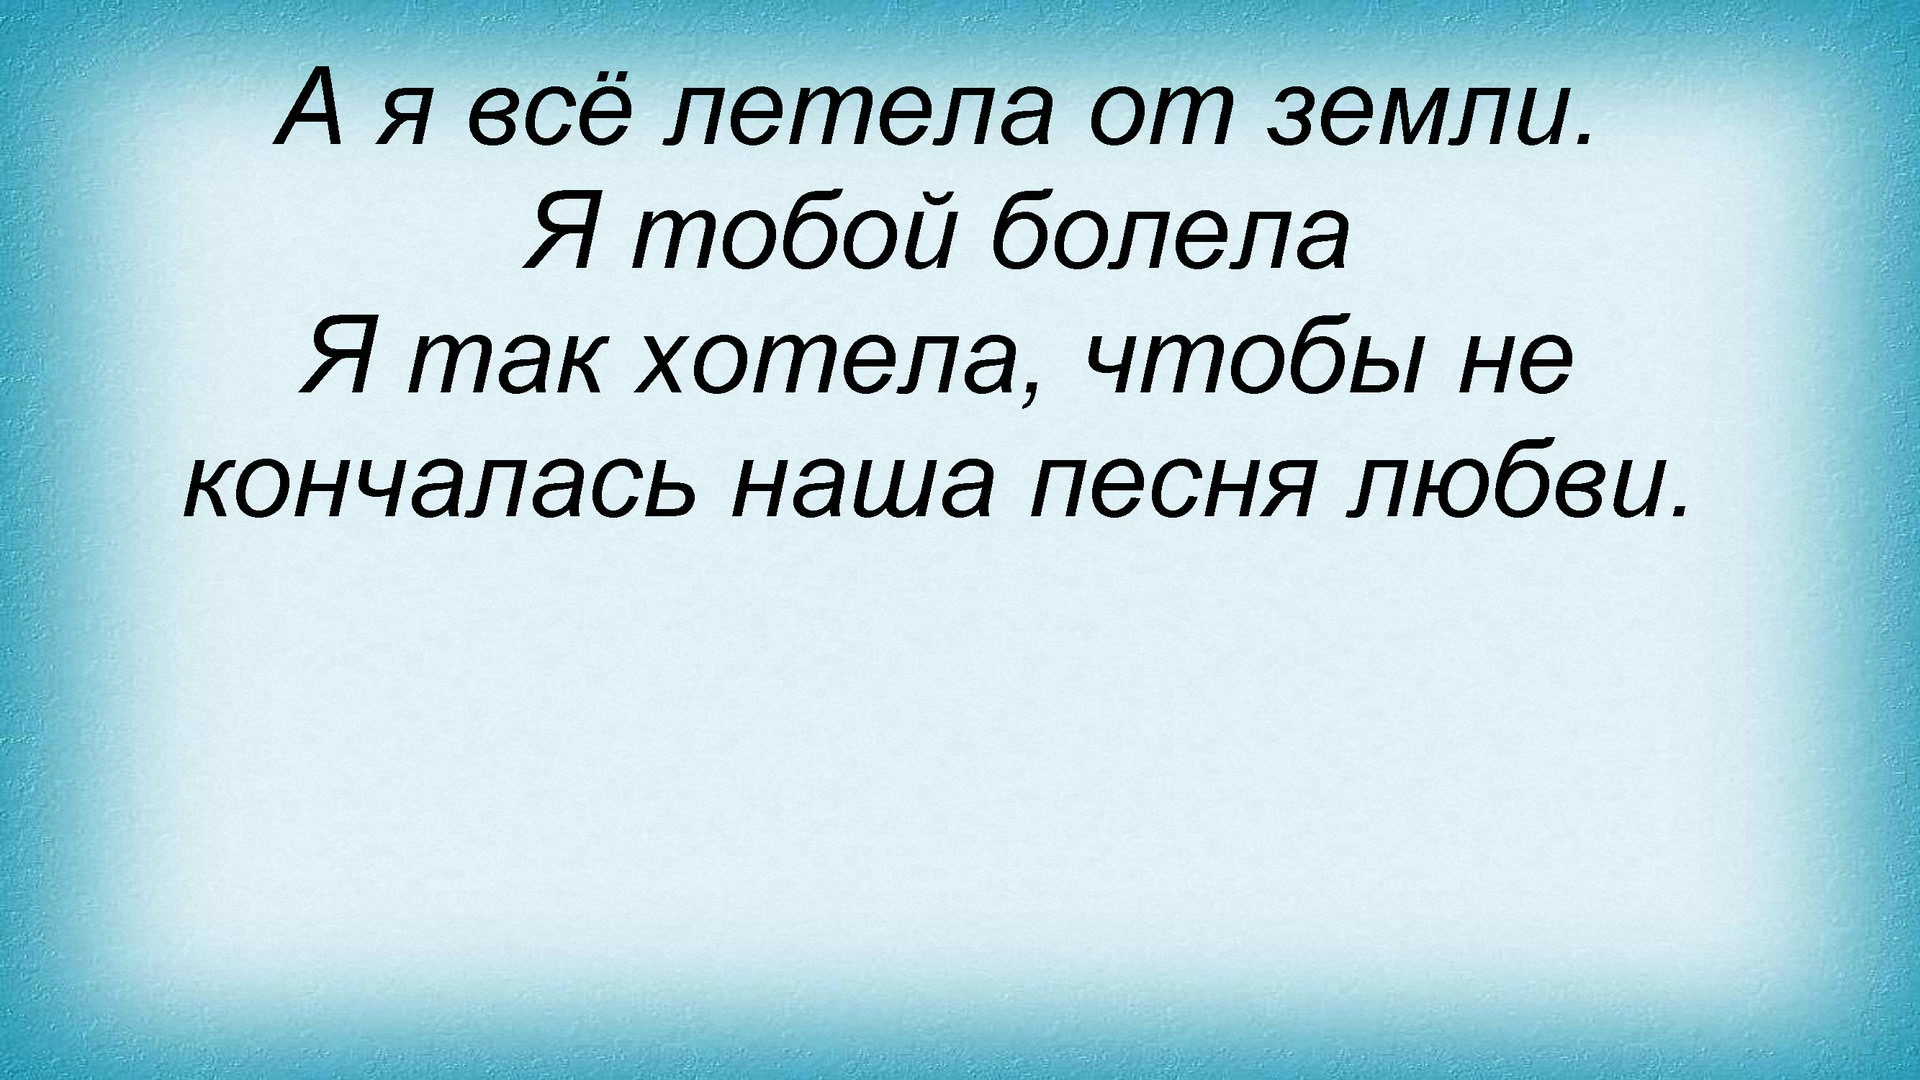 А я всё летела от земли.
Я тобой болела
Я так хотела, чтобы не
кончалась наша песня любви.